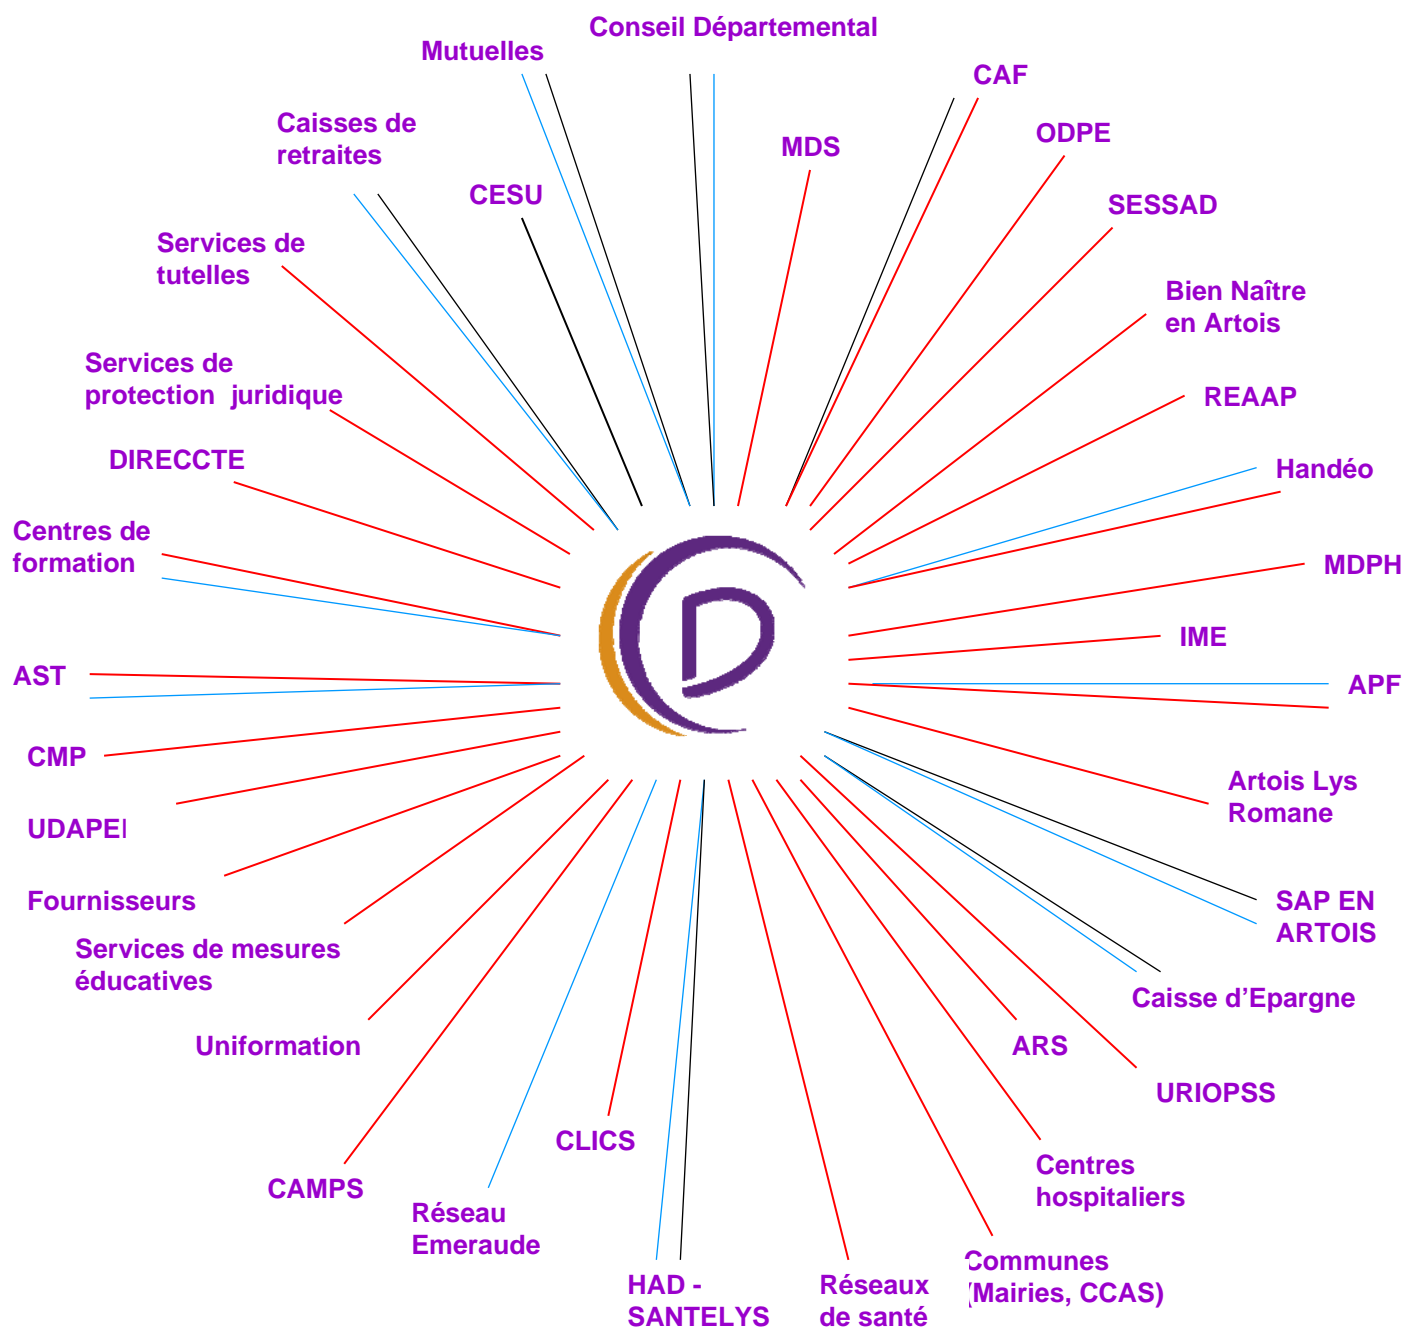 Conseil Départemental
Mutuelles
CAF
Caisses de
retraites
ODPE
MDS
CESU
SESSAD
Services de
tutelles
Bien Naître
en Artois
Services de
protection juridique
REAAP
DIRECCTE
Handéo
Centres de
formation
MDPH
IME
AST
APF
D
CMP
Artois Lys
Romane
UDAPEI
Fournisseurs
SAP EN
ARTOIS
Services de mesures
éducatives
Caisse d'Epargne
Uniformation
ARS
URIOPSS
CLICS
CAMPS
Centres
hospitaliers
Réseau
Emeraude
Communes
(Mairies, CCAS)
HAD -
SANTELYS
Réseaux
de santé